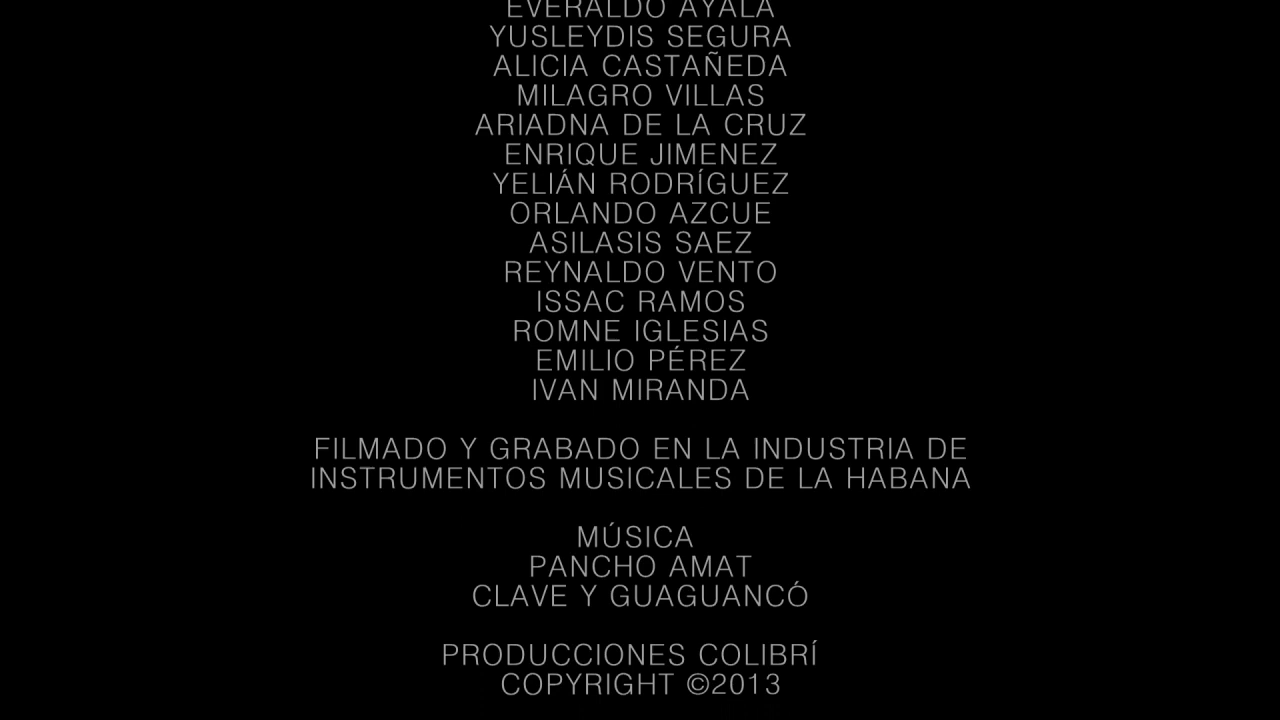 EVERALDO AYALA
YUSLEYDIS SEGURA
ALICIA CASTAÑEDA
MILAGRO VILLAS
ARIADNA DE LA CRUZ
ENRIQUE JIMENEZ
YELIÁN RODRÍGUEZ
ORLANDO AZCUE
ASILASIS SAEZ
REYNALDO VENTO
ISSAC RAMOS
ROMNE IGLESIAS
EMILIO PÉREZ
IVAN MIRANDA
FILMADO Y GRABADO EN LA INDUSTRIA DE
INSTRUMENTOS MUSICALES DE LA HABANA
MÚSICA
PANCHO AMAT
CLAVE Y GUAGUANCÓ
PRODUCCIONES COLIBRÍ
COPYRIGHT ©2013